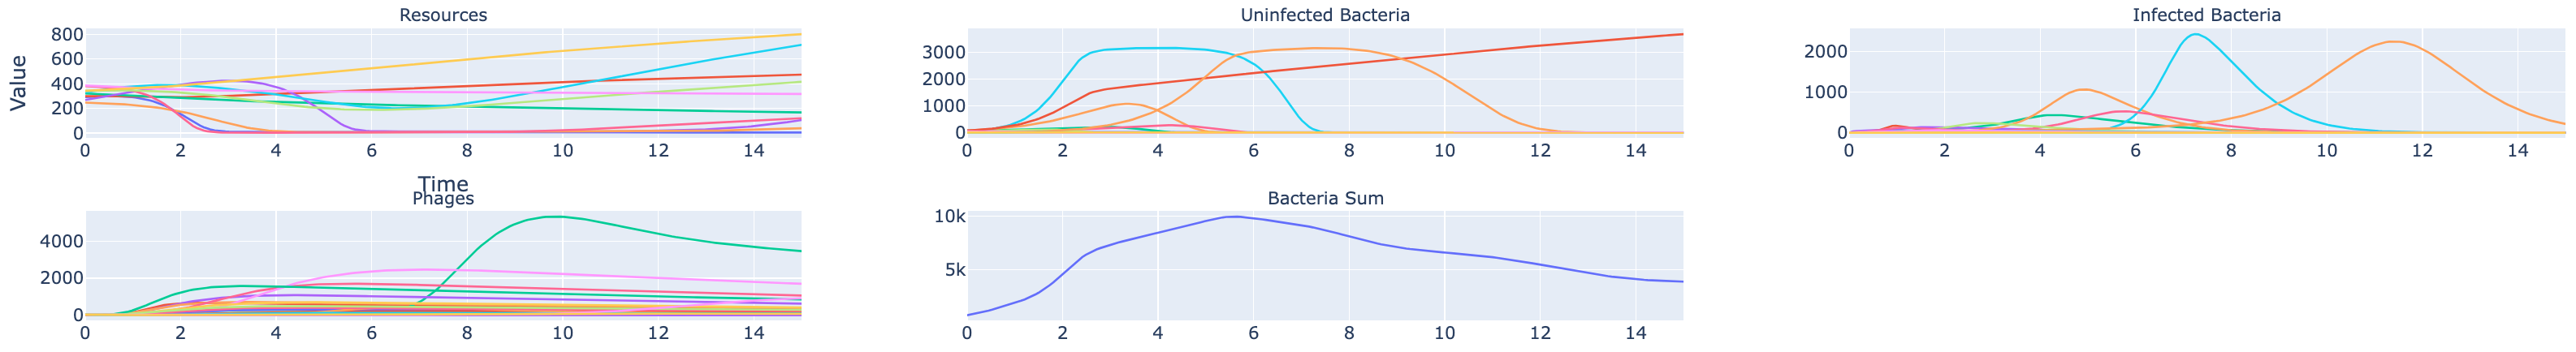 Resources
Value
800
600
400
200
0
0 2 4 6 8 10 12 14
Time
Uninfected Bacteria
3000
2000
1000
0
0 2 4 6 8 10 12 14
Infected Bacteria
2000
1000
0
0 2 4 6 8 10 12 14
Phages
4000
2000
0
0 2 4 6 8 10 12 14
Bacteria Sum
10k
5k
0 2 4 6 8 10 12 14